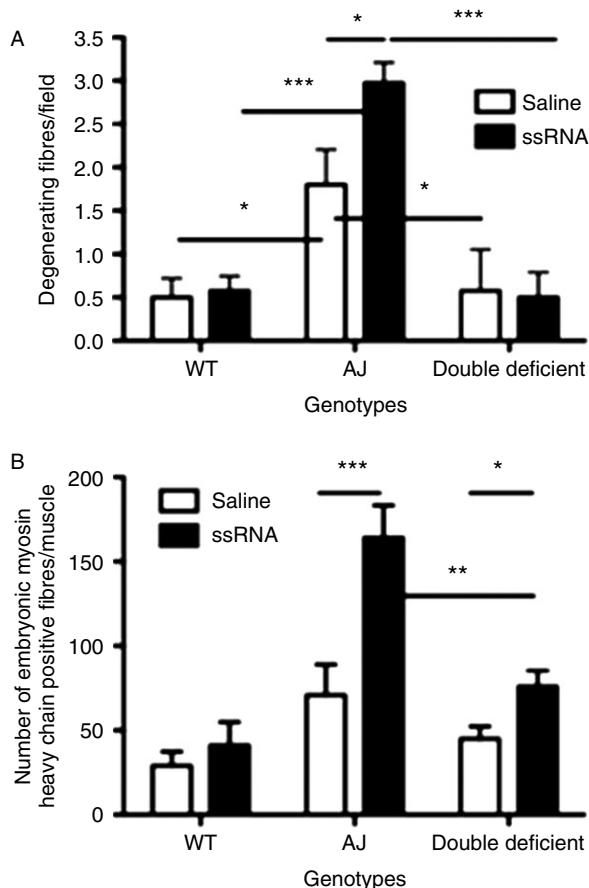 A
Degenerating fibres/field
3.5
3.0
2.5
2.0
1.5
1.0
0.5
0.0
*
***
***
*
*
Saline
ssRNA
WT
AJ
Double deficient
Genotypes
B
Number of embryonic myosin
heavy chain positive fibres/muscle
200
150
100
50
0
Saline
ssRNA
***
*
**
WT
AJ
Double deficient
Genotypes